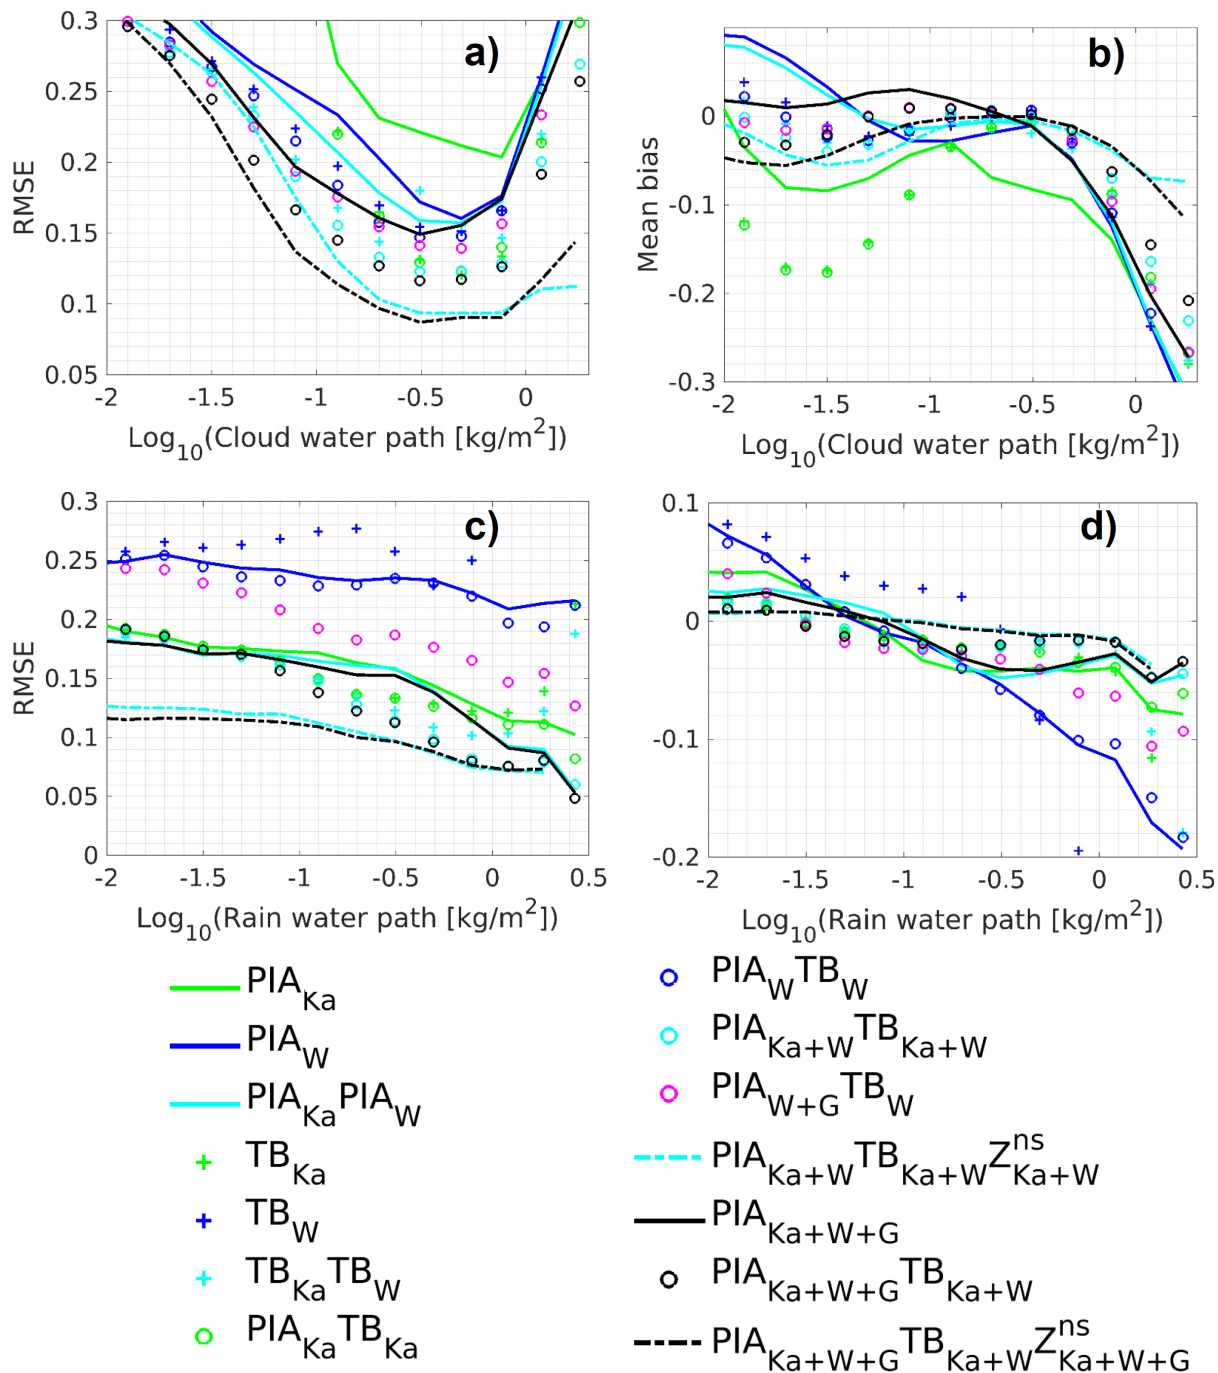 a)
0.3
0.25
0.2
0.15
0.1
0.05
RMSE
-2 -1.5 -1 -0.5 0
Log10(Cloud water path [kg/m2])
b)
0
-0.1
-0.2
-0.3
Mean bias
-2 -1.5 -1 -0.5 0
Log10(Cloud water path [kg/m2])
c)
0.3
0.25
0.2
0.15
0.1
0.05
0
RMSE
-2 -1.5 -1 -0.5 0 0.5
Log10(Rain water path [kg/m2])
d)
0.1
0
-0.1
-0.2
-2 -1.5 -1 -0.5 0 0.5
Log10(Rain water path [kg/m2])
PIAKa
PIAW
PIAKaPIAW
TBKa
TBW
TBKaTBW
PIAKaTBKa
PIAWTBW
PIAKa+WTBKa+W
PIAW+GTBW
PIAKa+WTBKa+WZnsKa+W
PIAKa+W+G
PIAKa+W+GTBKa+W
PIAKa+W+GTBKa+WZnsKa+W+G